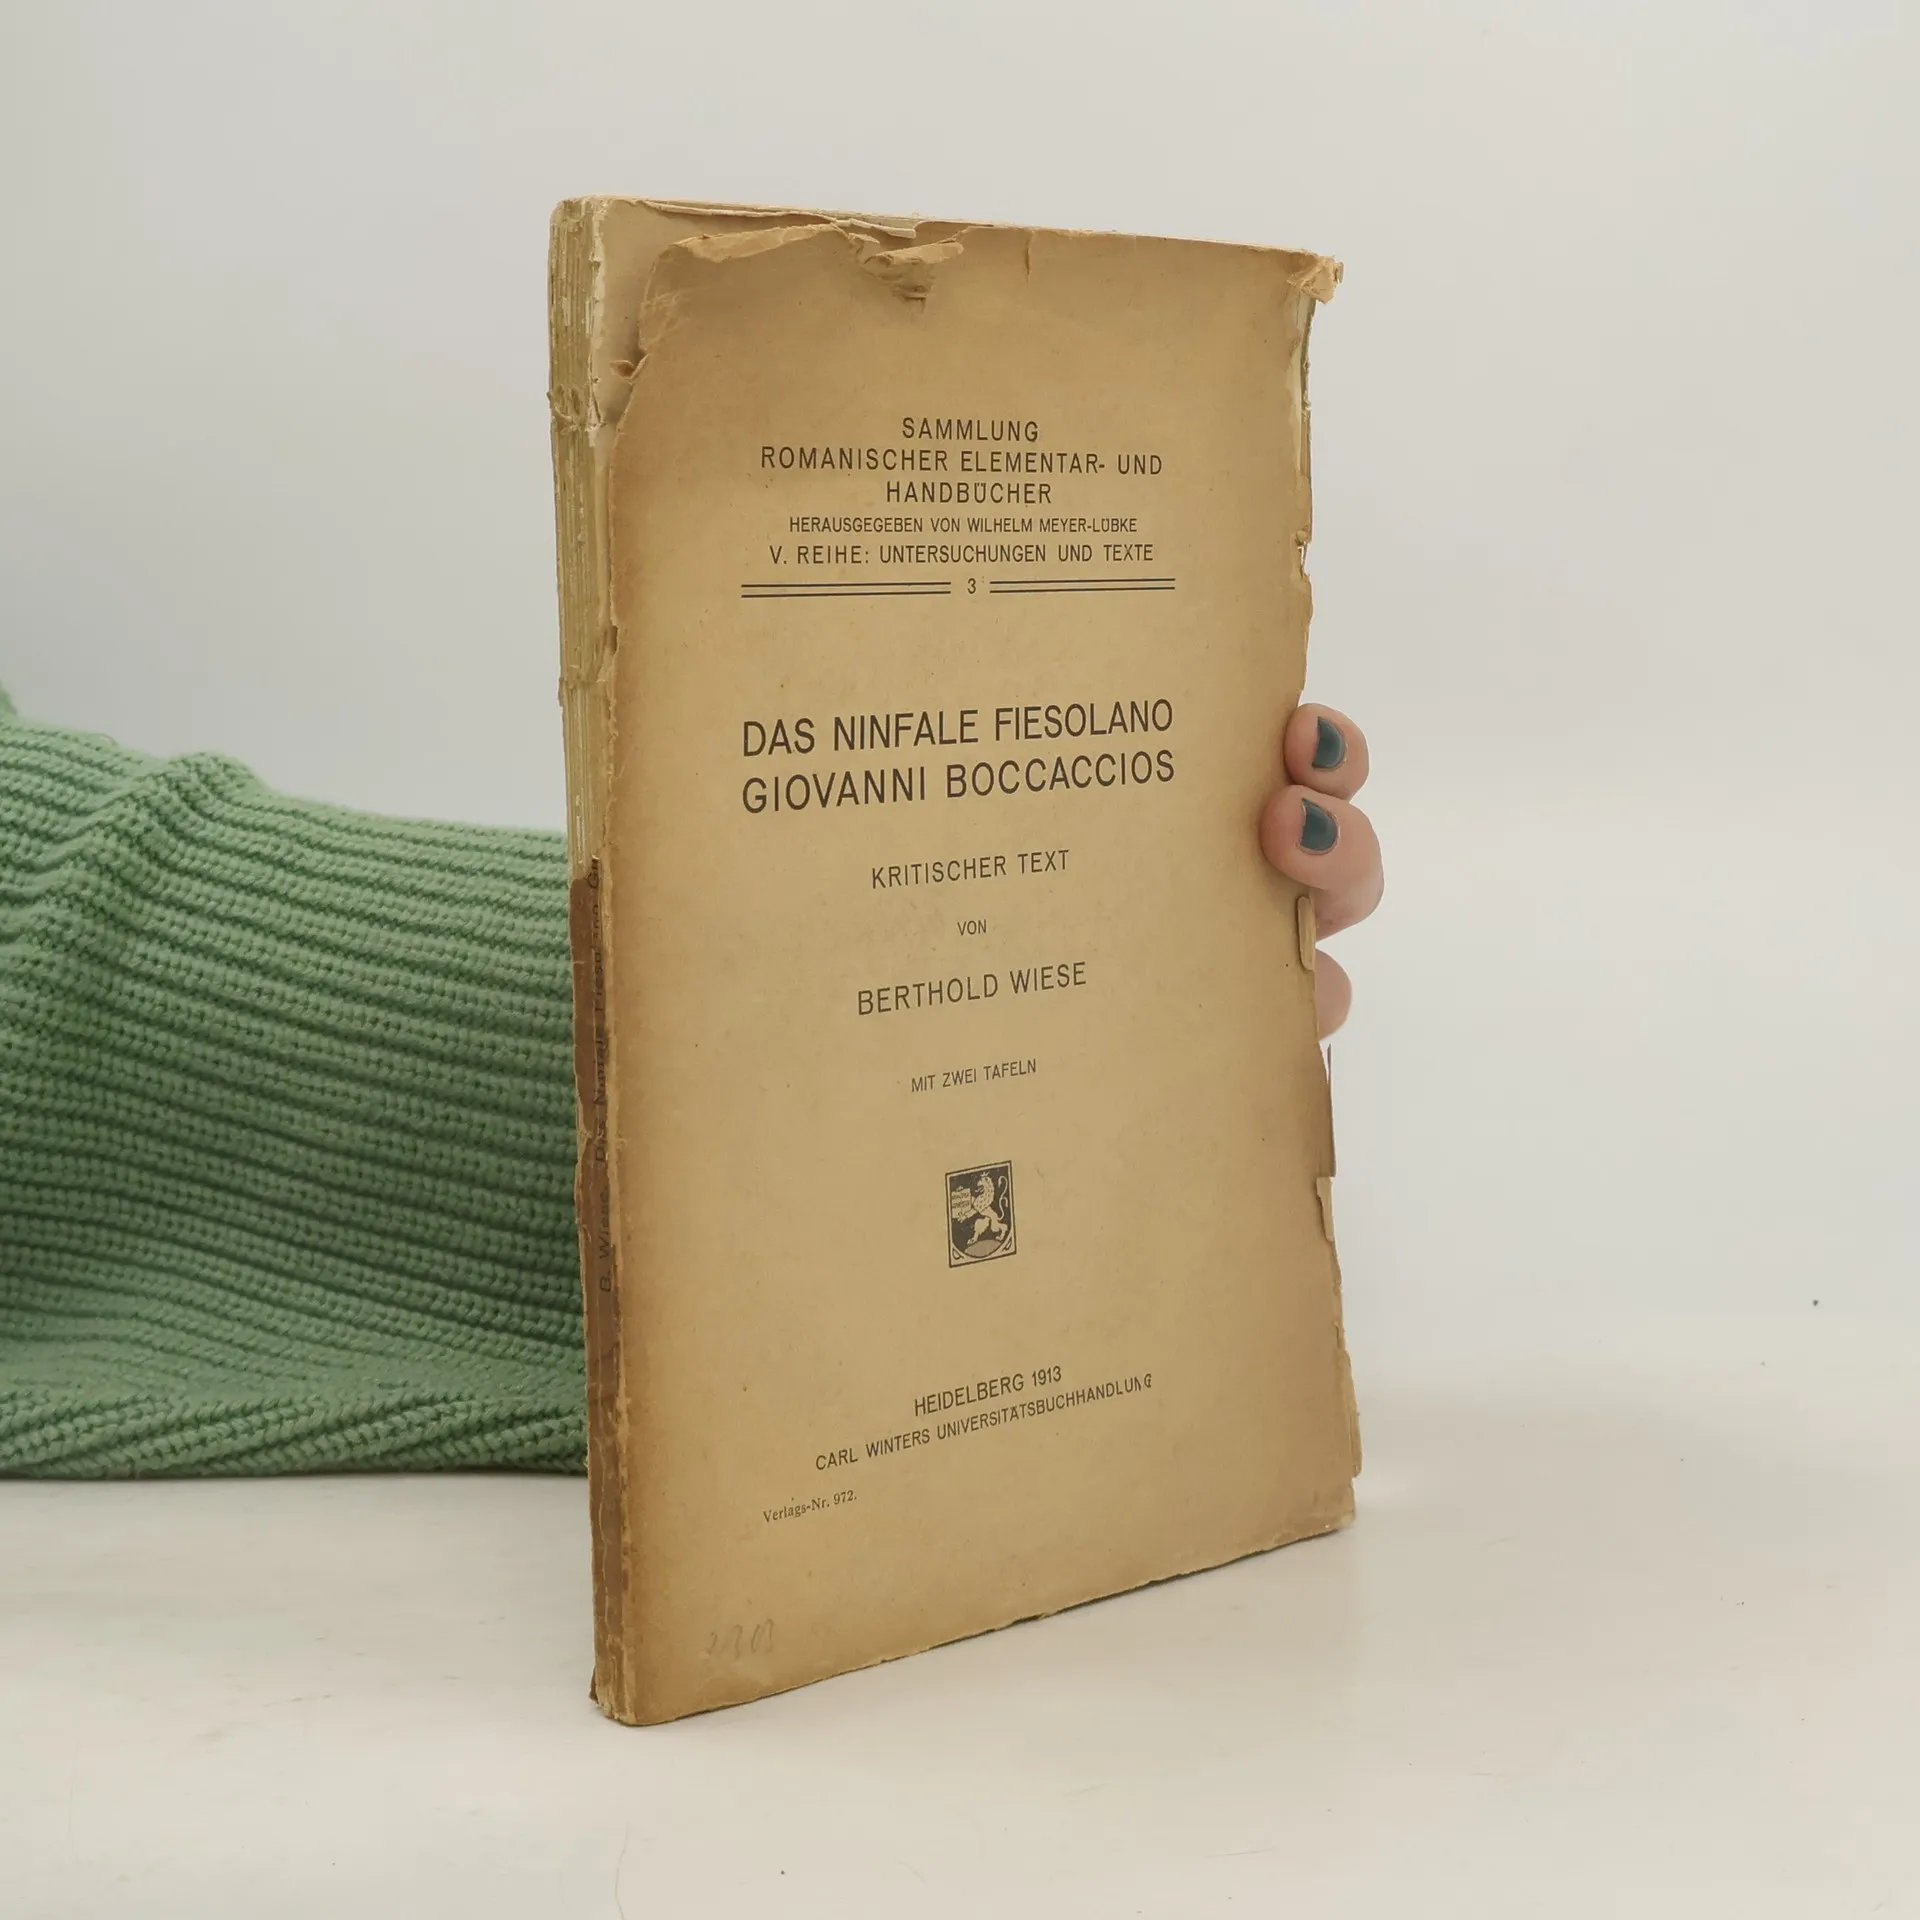 SAMMLUNG
ROMANISCHER ELEMENTAR- UND
HANDBÜCHER
HERAUSGEGEBEN VON WILHELM MEYER-LÜBKE
V. REIHE: UNTERSUCHUNGEN UND TEXTE
3
DAS NINFALE FIESOLANO
GIOVANNI BOCCACCIOS
KRITISCHER TEXT
VON
BERTHOLD WIESE
MIT ZWEI TAFELN
HEIDELBERG 1913
CARL WINTERS UNIVERSITÄTSBUCHHANDLUNG
Verlags-Nr. 972.